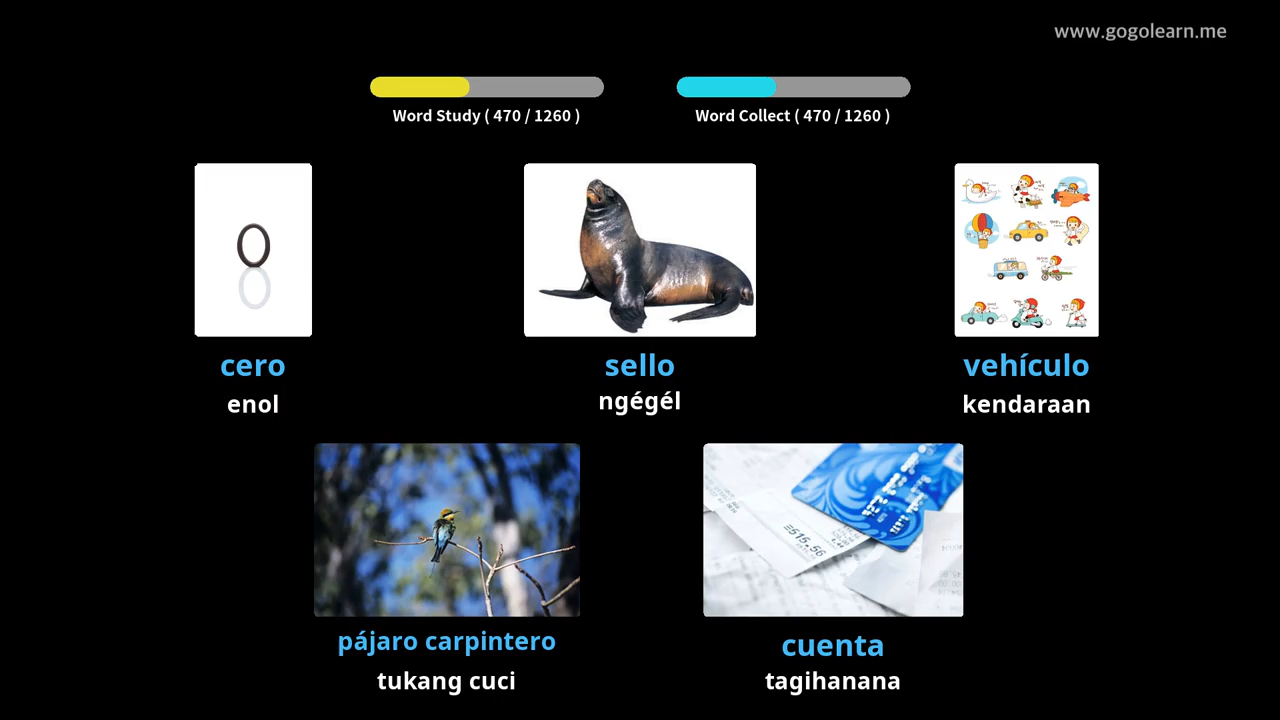 www.gogolearn.me
Word Study ( 470 / 1260 )
Word Collect ( 470 / 1260 )
cero
enol
sello
ngégél
vehículo
kendaraan
pájaro carpintero
tukang cuci
cuenta
tagihanana